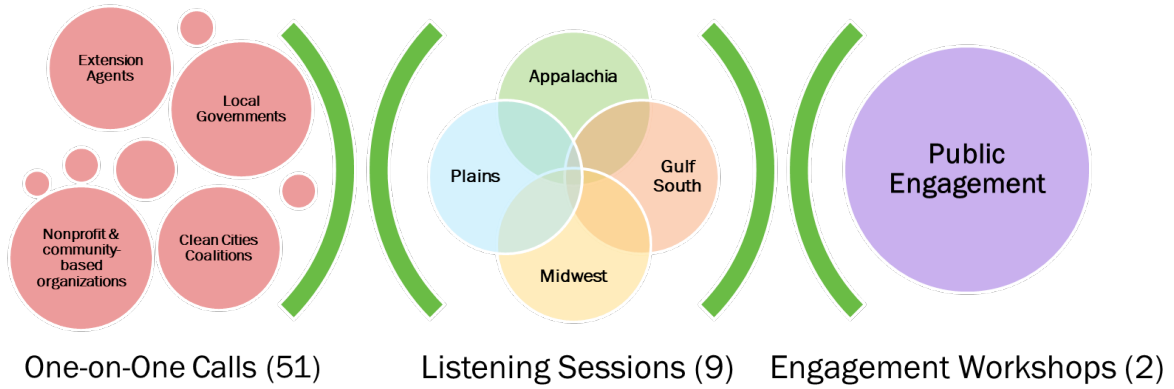 Extension
Agents
Local
Governments
Nonprofit &
community-
based
organizations
Clean Cities
Coalitions
One-on-One Calls (51)
Appalachia
Plains
Gulf
South
Midwest
Listening Sessions (9)
Public
Engagement
Engagement Workshops (2)